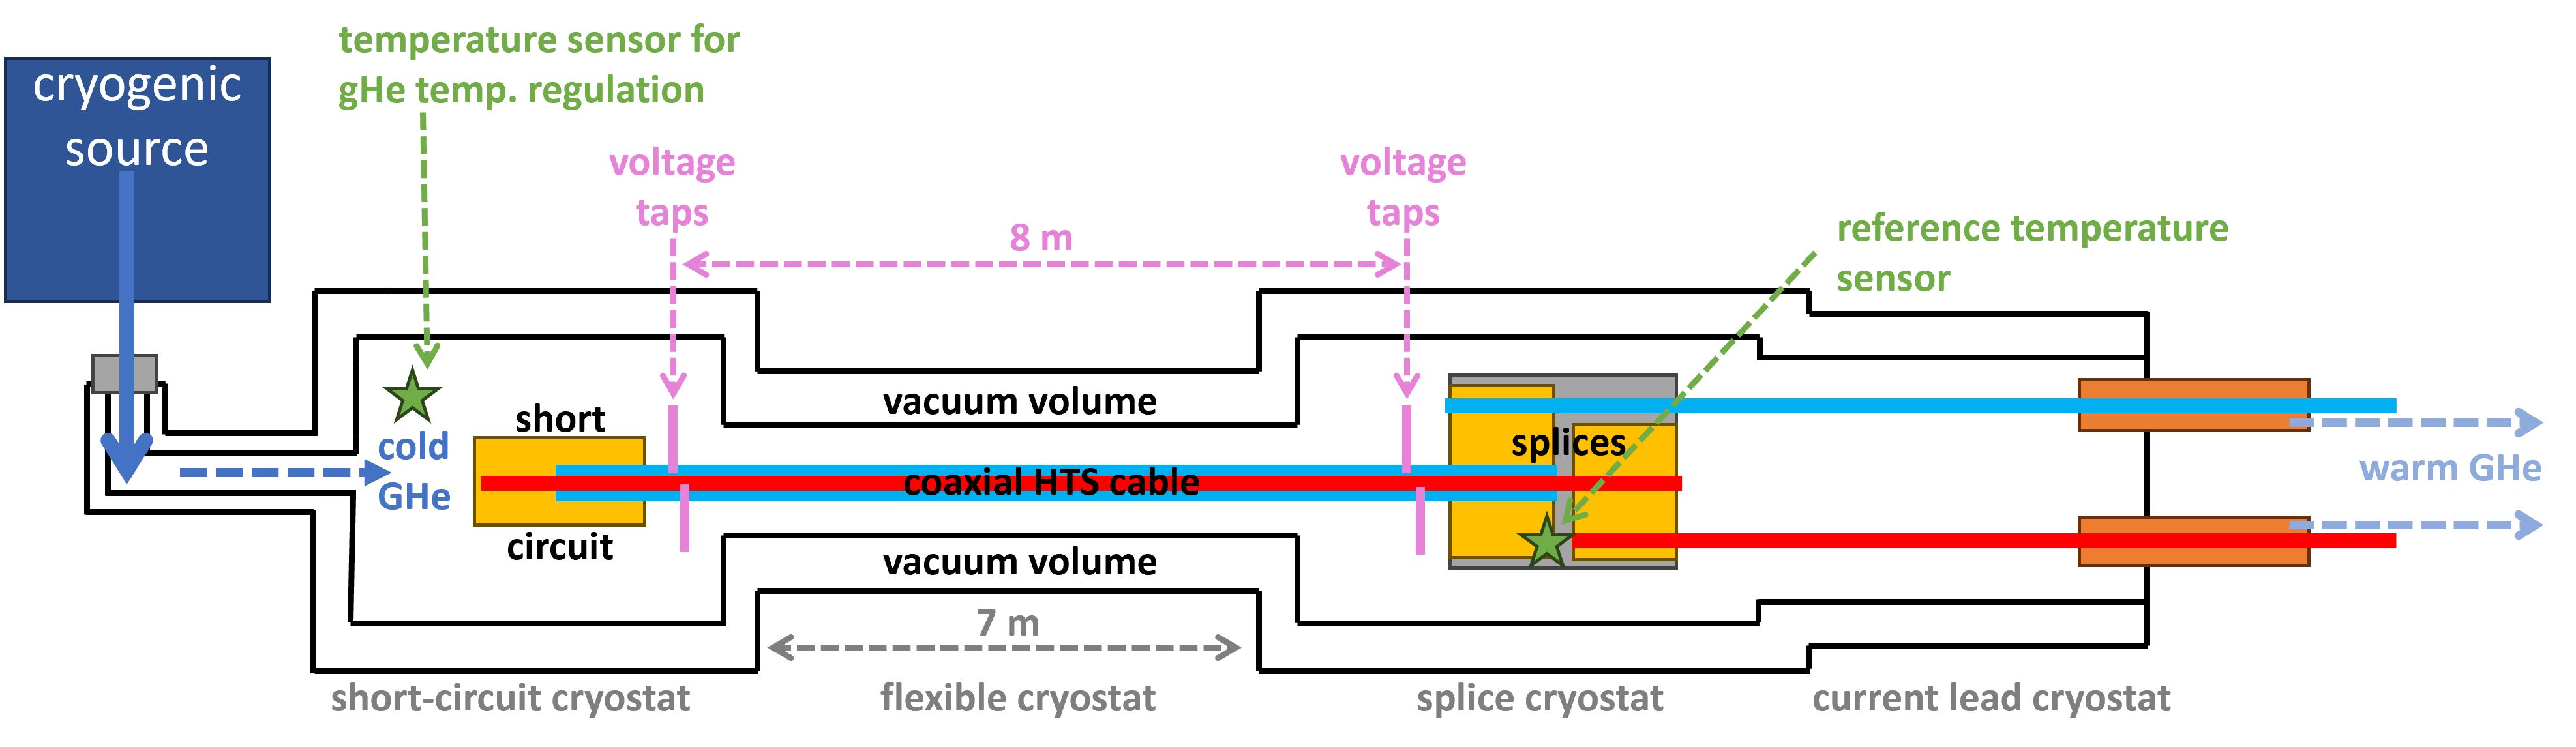 cryogenic
source
temperature sensor for
gHe temp. regulation
voltage
taps
8 m
voltage
taps
reference temperature
sensor
cold
GHe
short
circuit
vacuum volume
coaxial HTS cable
vacuum volume
splices
warm GHe
7 m
short-circuit cryostat
flexible cryostat
splice cryostat
current lead cryostat